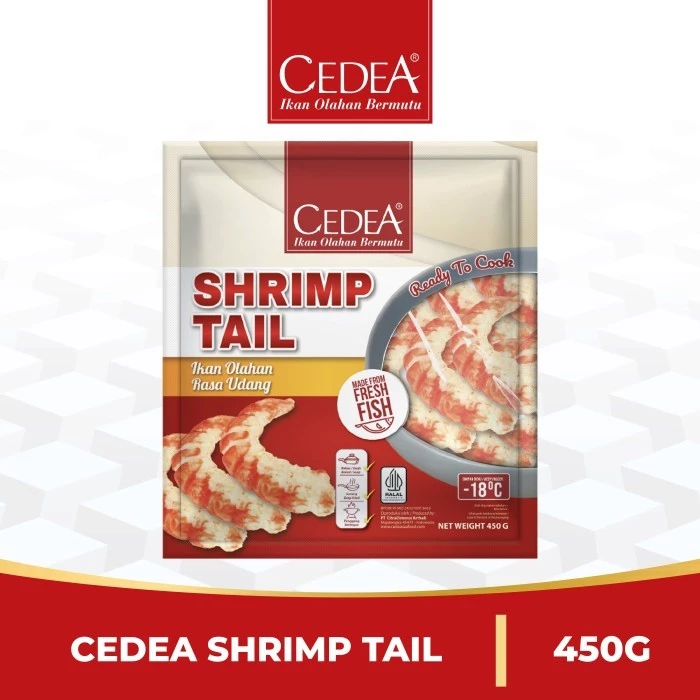 CEDEA®
Ikan Olahan Bermutu
CEDEA®
Ikan Olahan Bermutu
SHRIMP
TAIL
Ready To Cook
Ikan Olahan
Rasa Udang
MADE FROM
FRESH
FISH
HALAL
INDONESIA
-18°C
NET WEIGHT 450 G
CEDEA SHRIMP TAIL
450G